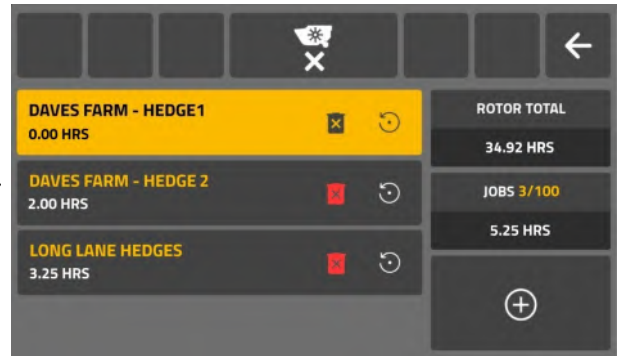 DAVES FARM - HEDGE1
0.00 HRS
DAVES FARM - HEDGE 2
2.00 HRS
LONG LANE HEDGES
3.25 HRS
ROTOR TOTAL
34.92 HRS
JOBS 3/100
5.25 HRS